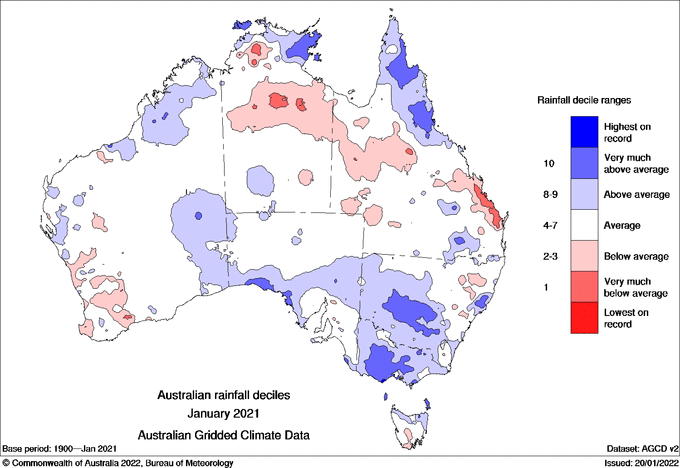 Rainfall decile ranges
Highest on
record
10
Very much
above average
8-9
Above average
4-7
Average
2-3
Below average
1
Very much
below average
Lowest on
record
Australian rainfall deciles
January 2021
Australian Gridded Climate Data
Base period: 1900—Jan 2021
Dataset: AGCD v2
© Commonwealth of Australia 2022, Bureau of Meteorology
Issued: 20/01/2022